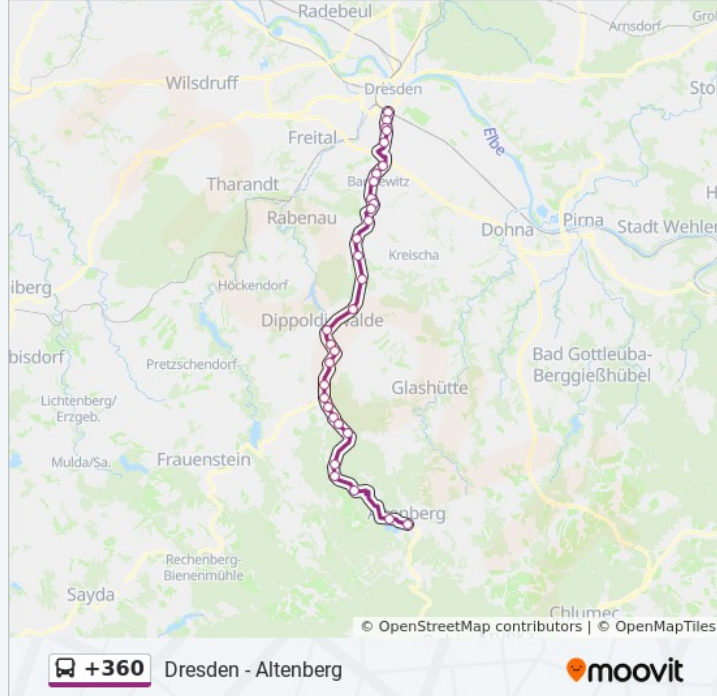 Radebeul
Arnsdorf
Wilsdruff
Dresden
Freital
Elbe
Tharandt
Rabenau
Dohna
Pirna
Stadt Wehlen
Kreischa
Höckendorf
Pretzschendorf
Bad Gottleuba-
Berggießhübel
Glashütte
Lichtenberg/
Erzgeb.
Mulda/Sa.
Frauenstein
Rechenberg-
Bienenmühle
Sayda
Chlumec
© OpenStreetMap contributors | © OpenMapTiles
+360 Dresden - Altenberg
moovit